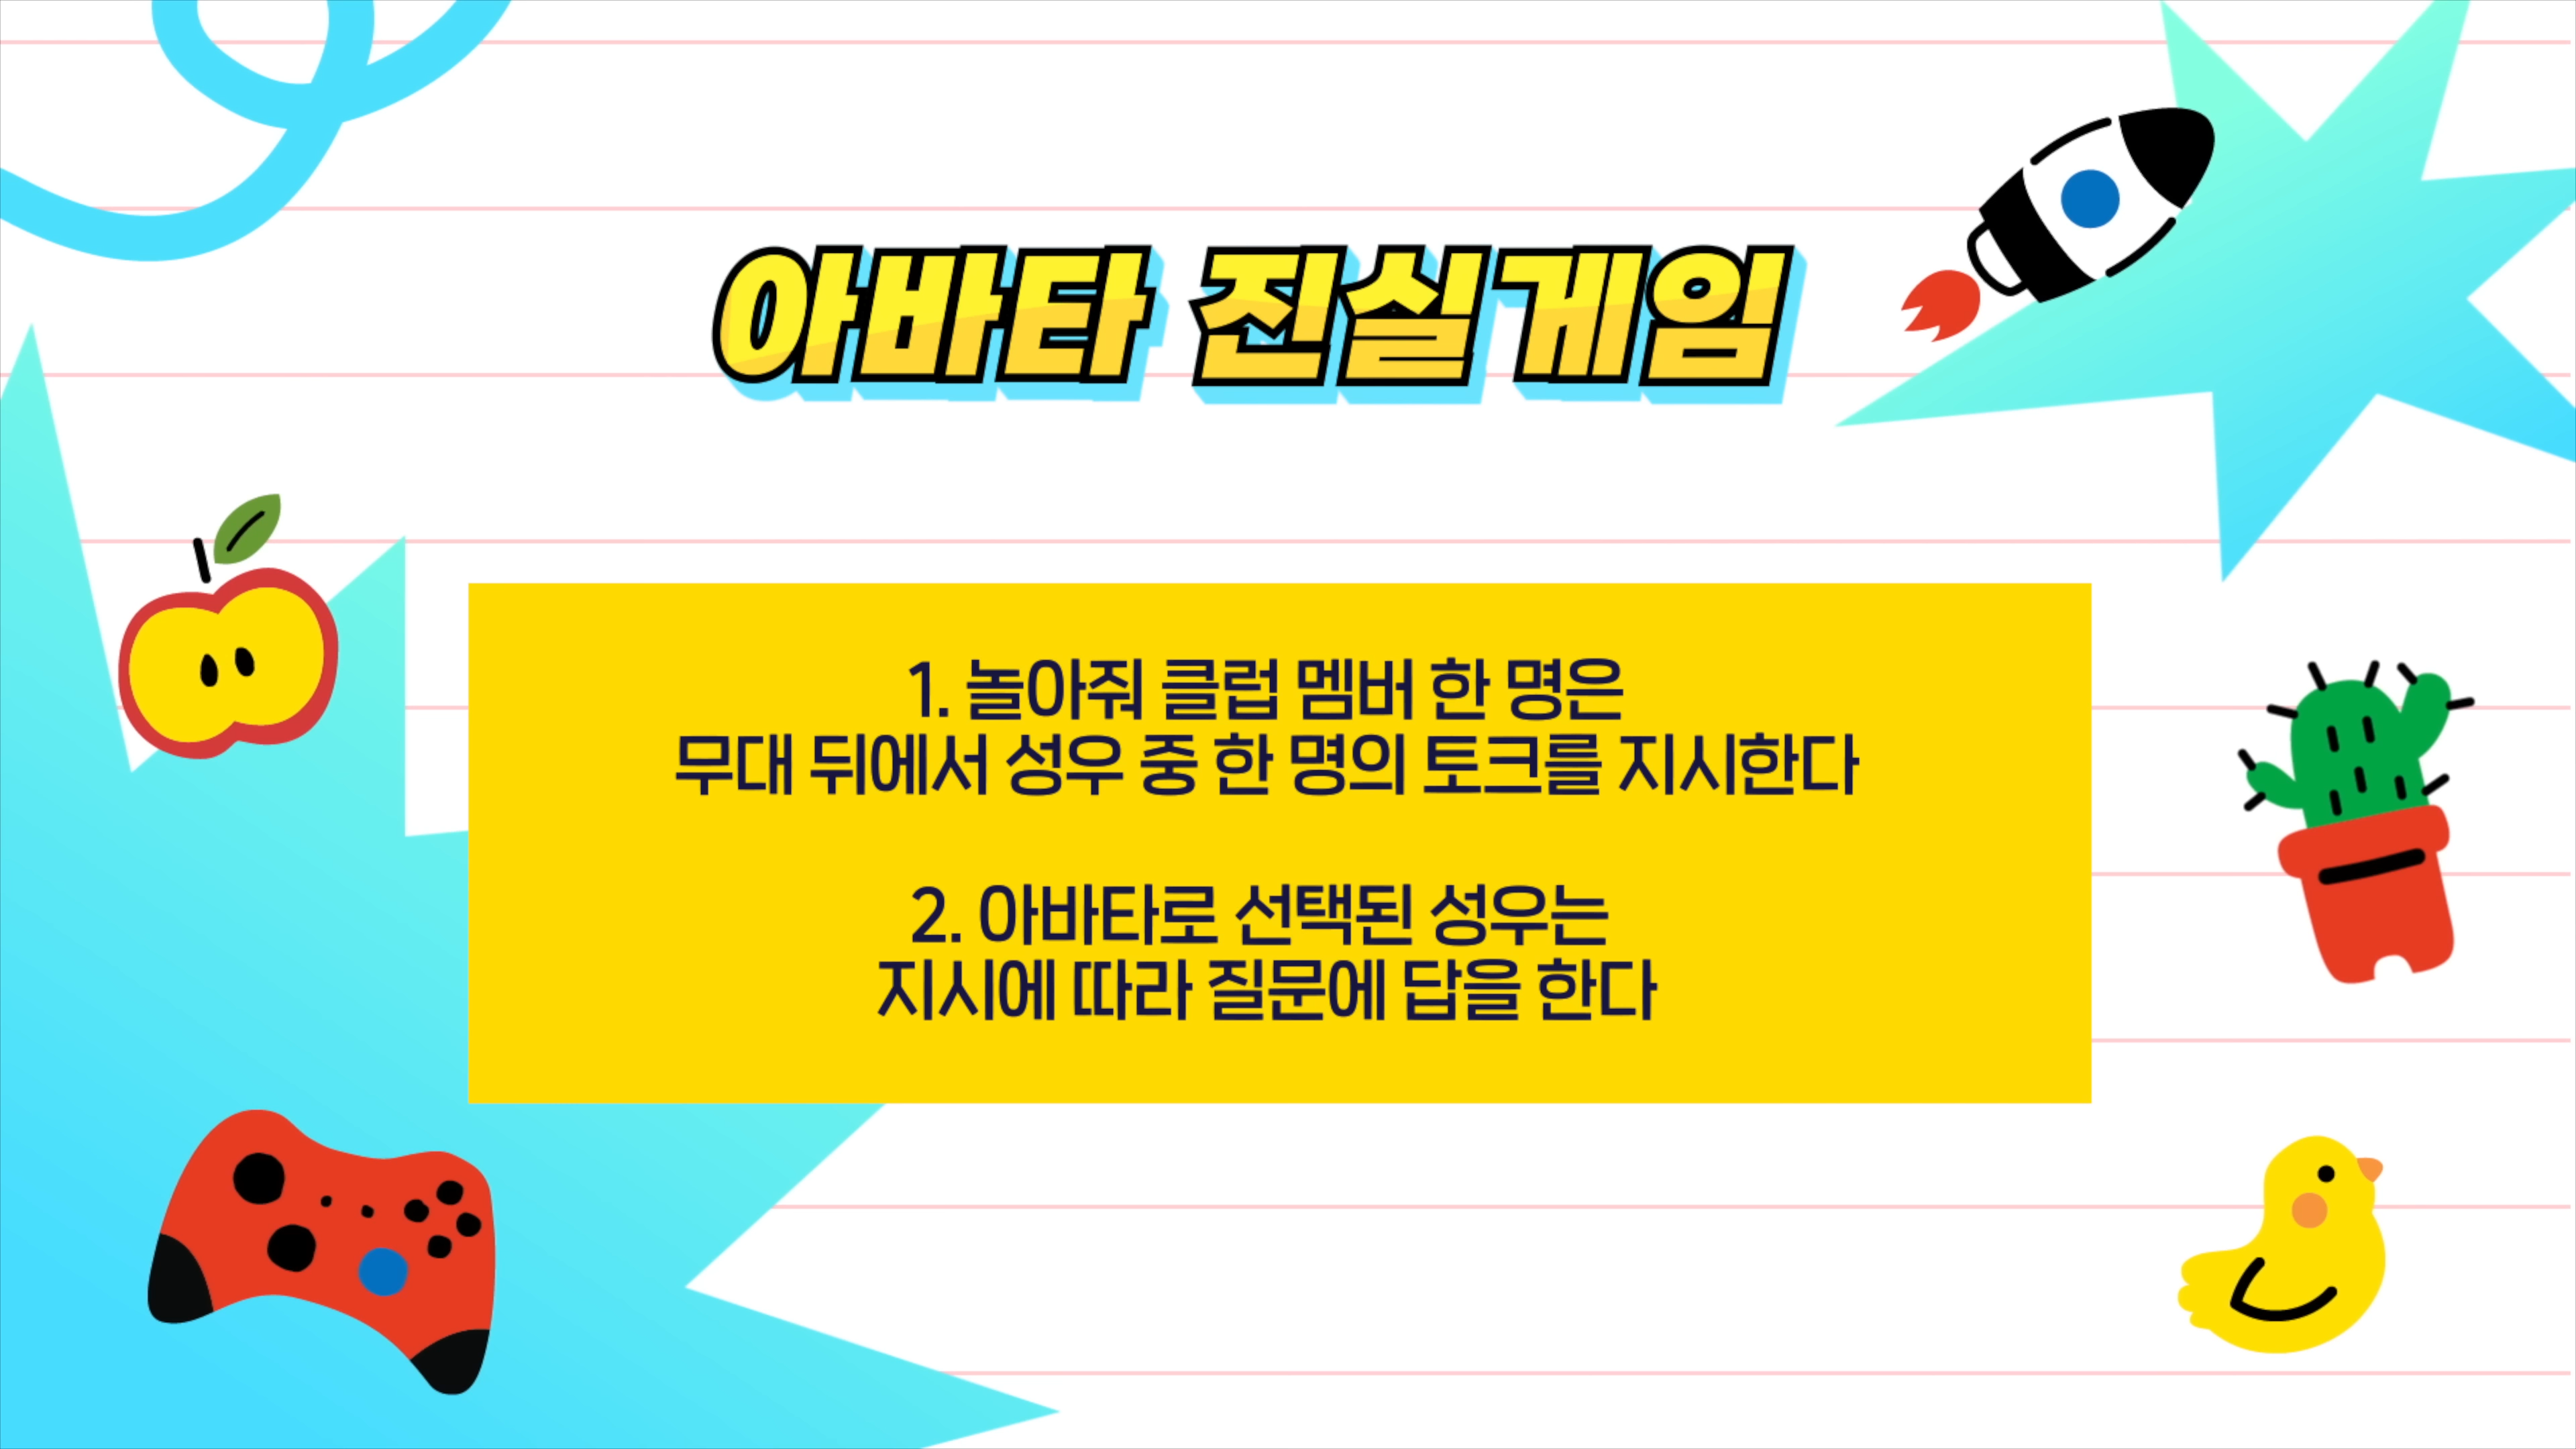 아바타 진실게임
1. 놀아줘 클럽 멤버 한 명은
무대 뒤에서 성우 중 한 명의 토크를 지시한다
2. 아바타로 선택된 성우는
지시에 따라 질문에 답을 한다